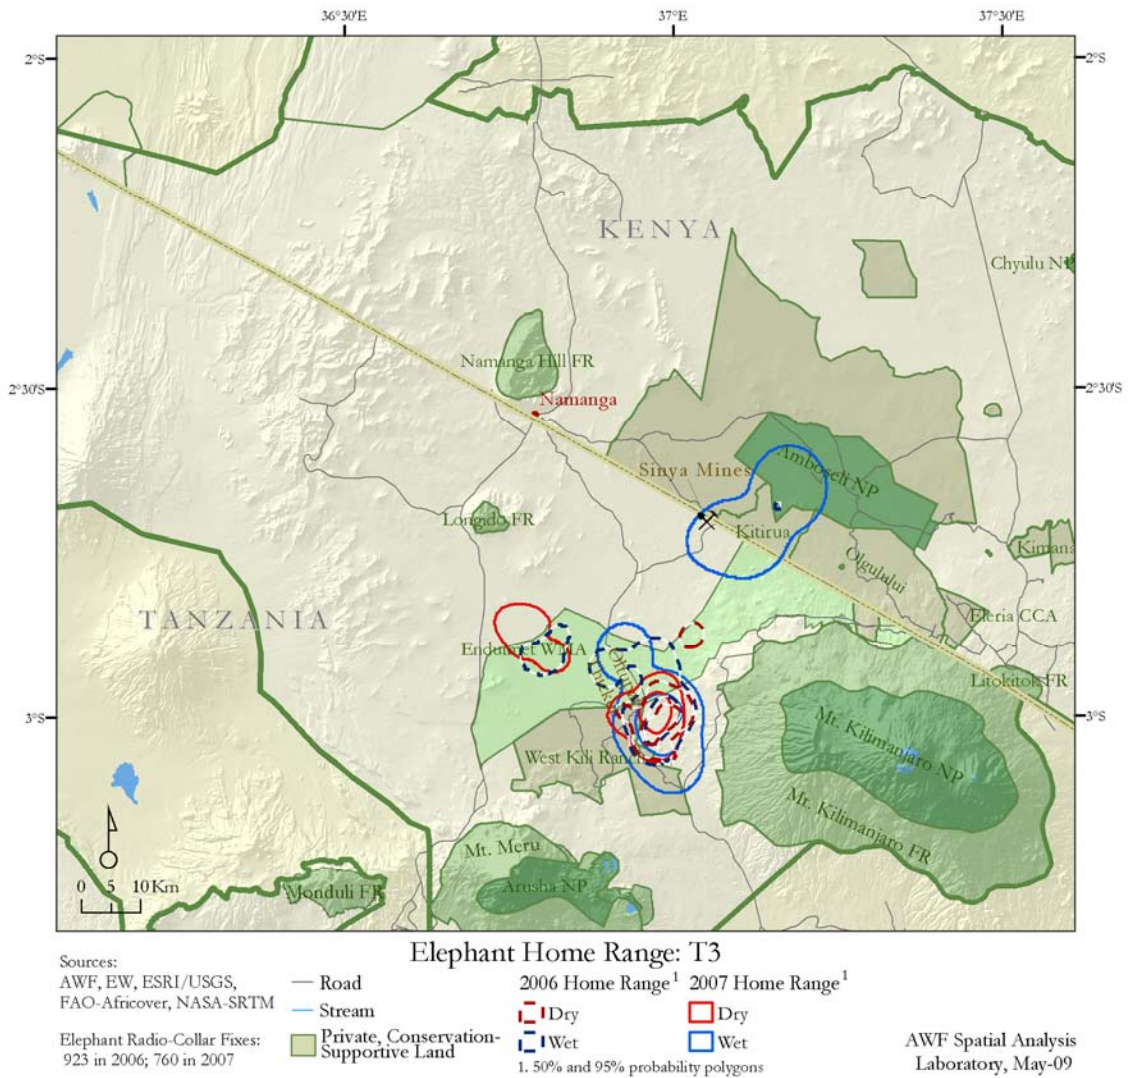 36°30'E 37°E 37°30'E
2°S 2°S
KENYA
Chyulu NP
Namanga Hill FR
2°30'S 2°30'S
Namanga
Amboseli NP
Sinya Mines
Longido FR
Kitirua
Kimana
Olgulului
TANZANIA
Eleria CCA
Endumet WMA
Litokitok FR
3°S 3°S
Mt. Kilimanjaro NP
West Kili Ranch
Mt. Kilimanjaro FR
Mt. Meru
Arusha NP
Monduli FR
0 5 10 Km
Elephant Home Range: T3
Sources:
AWF, EW, ESRI/USGS,
FAO-Africover, NASA-SRTM
Elephant Radio-Collar Fixes:
923 in 2006; 760 in 2007
Road
Stream
Private, Conservation-
Supportive Land
2006 Home Range1
Dry
Wet
2007 Home Range1
Dry
Wet
1. 50% and 95% probability polygons
AWF Spatial Analysis
Laboratory, May-09